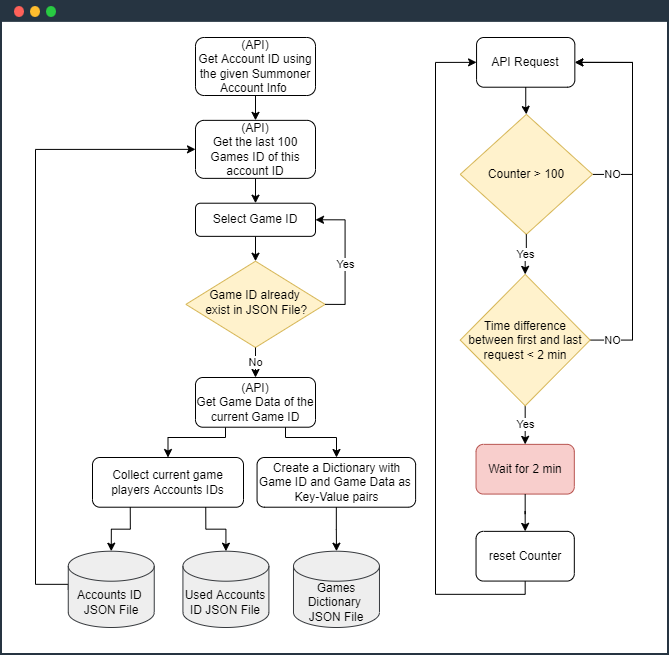 (API)
Get Account ID using
the given Summoner
Account Info
(API)
Get the last 100
Games ID of this
account ID
Select Game ID
Yes
Game ID already
exist in JSON File?
No
(API)
Get Game Data of the
current Game ID
Collect current game
players Accounts IDs
Create a Dictionary with
Game ID and Game Data as
Key-Value pairs
Accounts ID
JSON File
Used Accounts
ID JSON File
Games
Dictionary
JSON File
API Request
Counter > 100
NO
Yes
Time difference
between first and last
request < 2 min
NO
Yes
Wait for 2 min
reset Counter